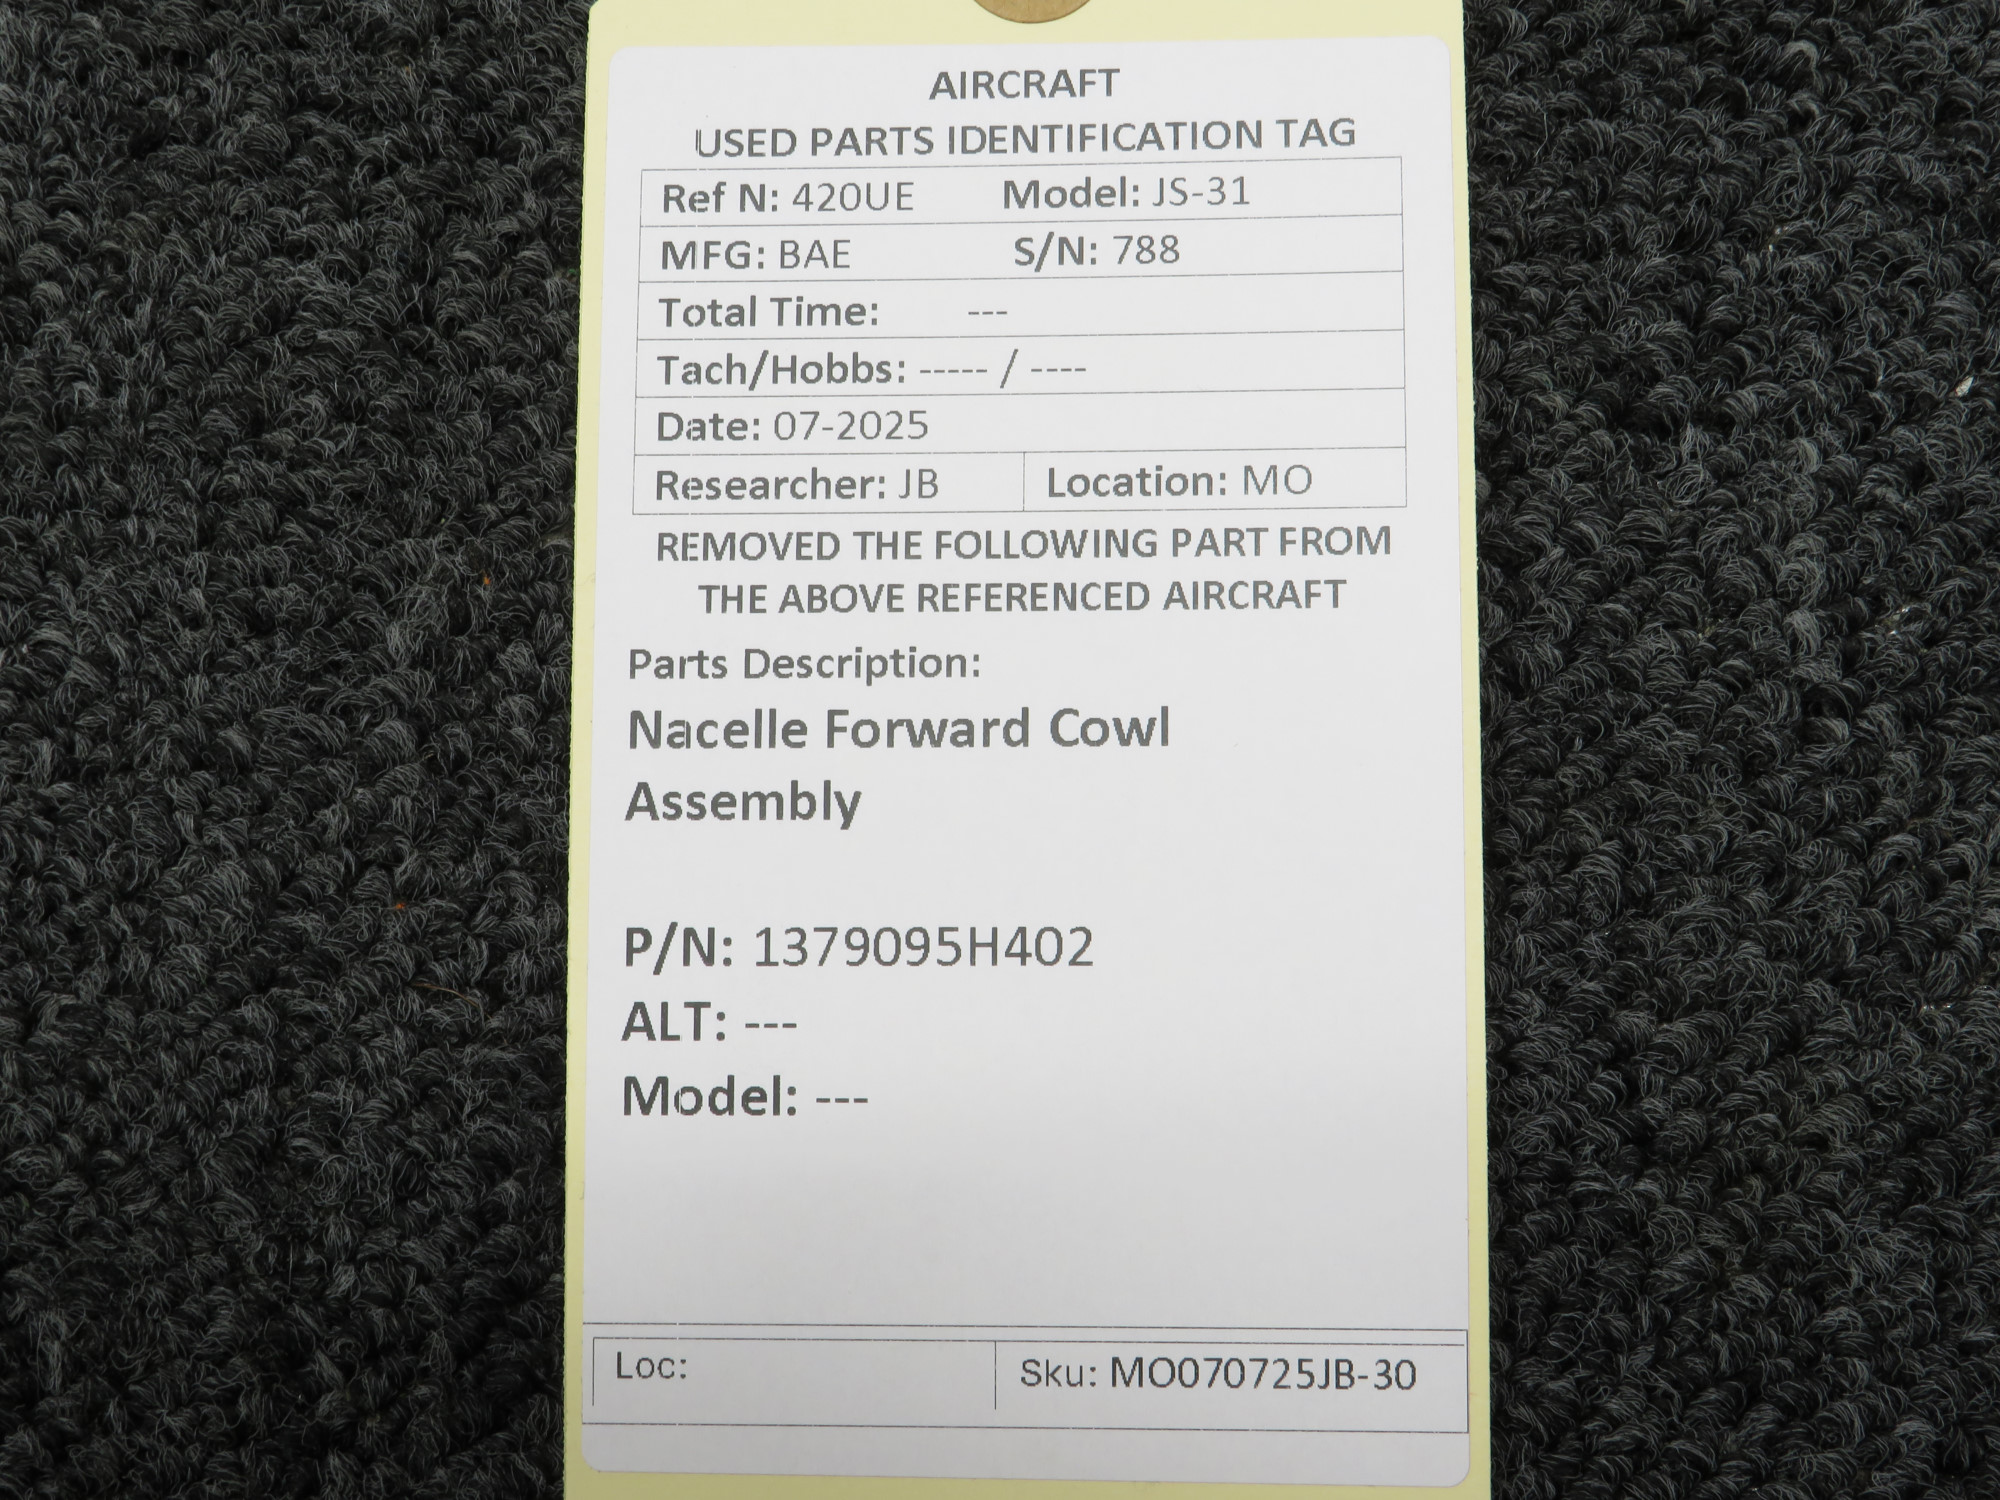 AIRCRAFT
USED PARTS IDENTIFICATION TAG
Ref N: 420UE Model: JS-31
MFG: BAE S/N: 788
Total Time: ---
Tach/Hobbs: ----- / ----
Date: 07-2025
Researcher: JB Location: MO
REMOVED THE FOLLOWING PART FROM
THE ABOVE REFERENCED AIRCRAFT
Parts Description:
Nacelle Forward Cowl
Assembly
P/N: 1379095H402
ALT: ---
Model: ---
Loc: Sku: MO070725JB-30